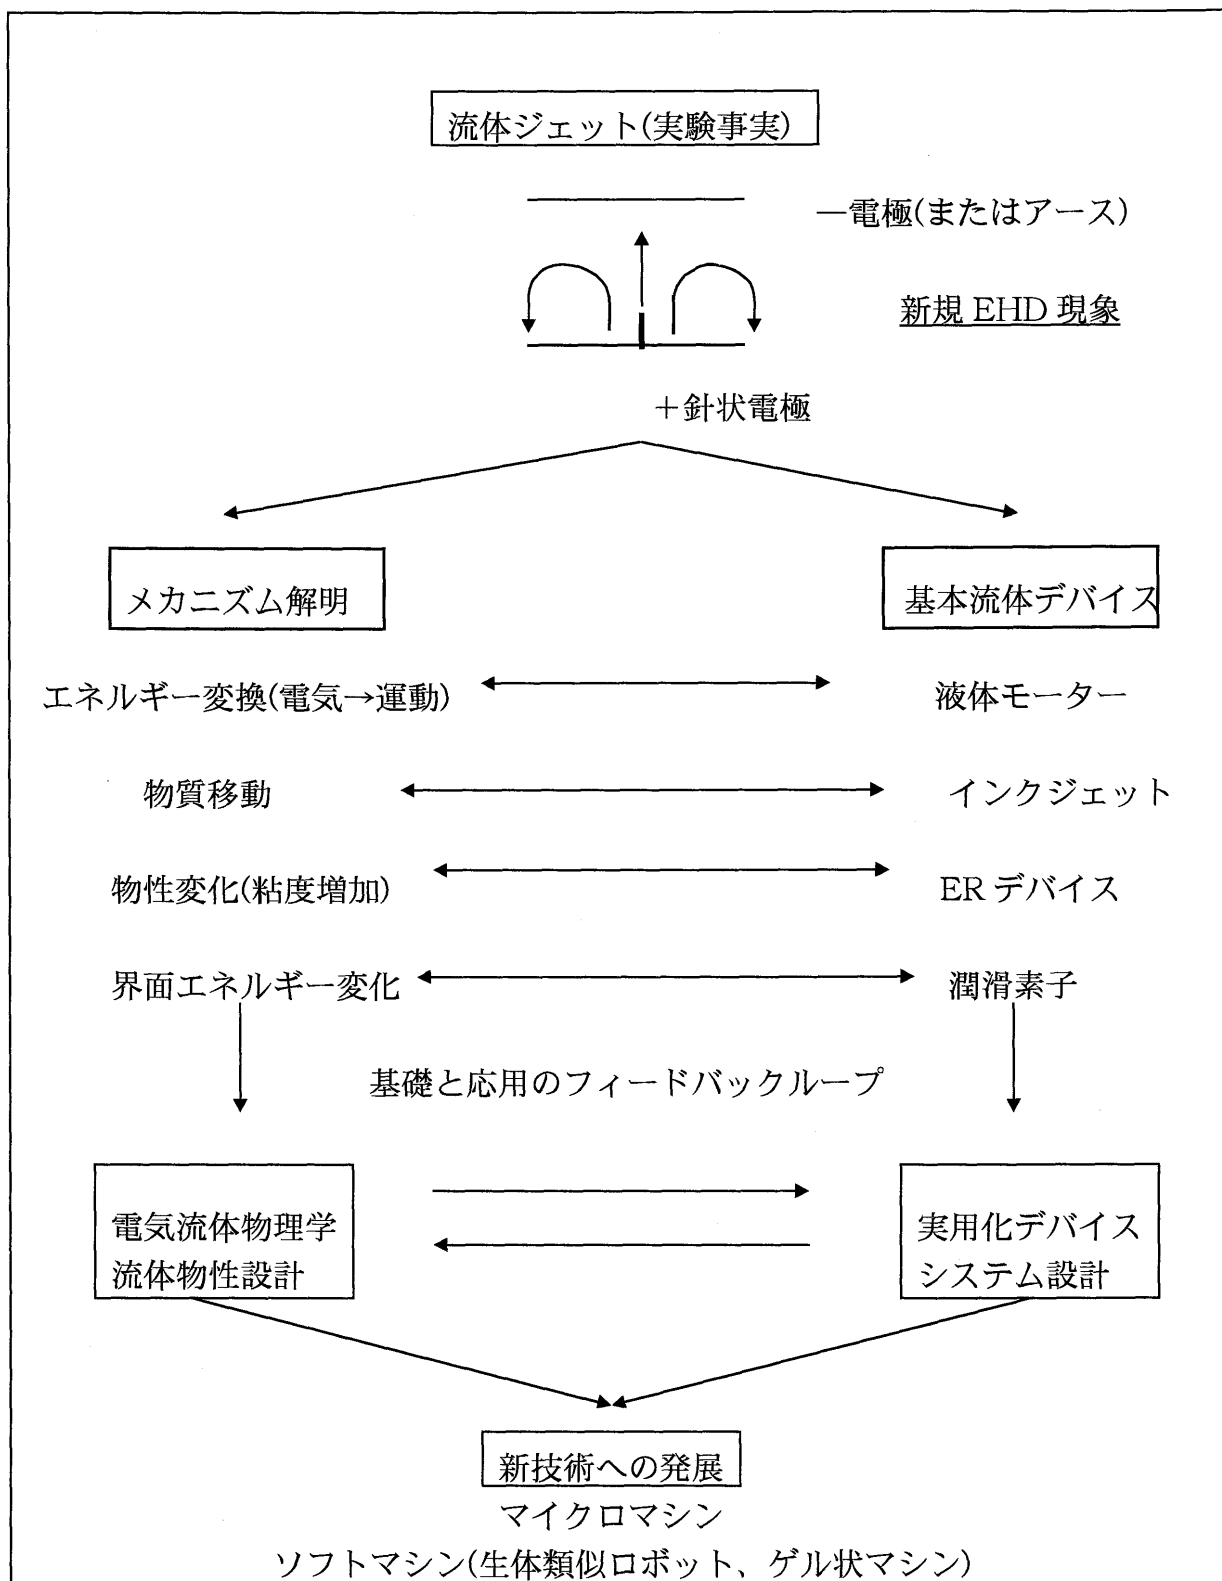 流体ジェット(実験事実)
―電極(またはアース)
新規 EHD 現象
＋針状電極
メカニズム解明
基本流体デバイス
エネルギー変換(電気→運動)
液体モーター
物質移動
インクジェット
物性変化(粘度増加)
ER デバイス
界面エネルギー変化
潤滑素子
基礎と応用のフィードバックループ
電気流体物理学
流体物性設計
実用化デバイス
システム設計
新技術への発展
マイクロマシン
ソフトマシン(生体類似ロボット、ゲル状マシン)